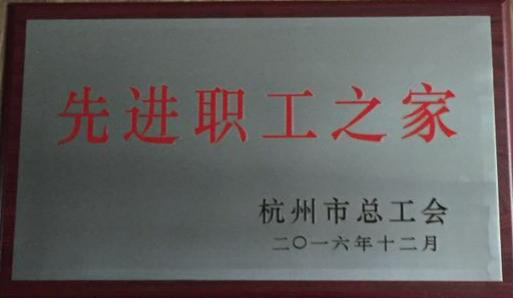 先进职工之家
杭州市总工会
二〇一六年十二月